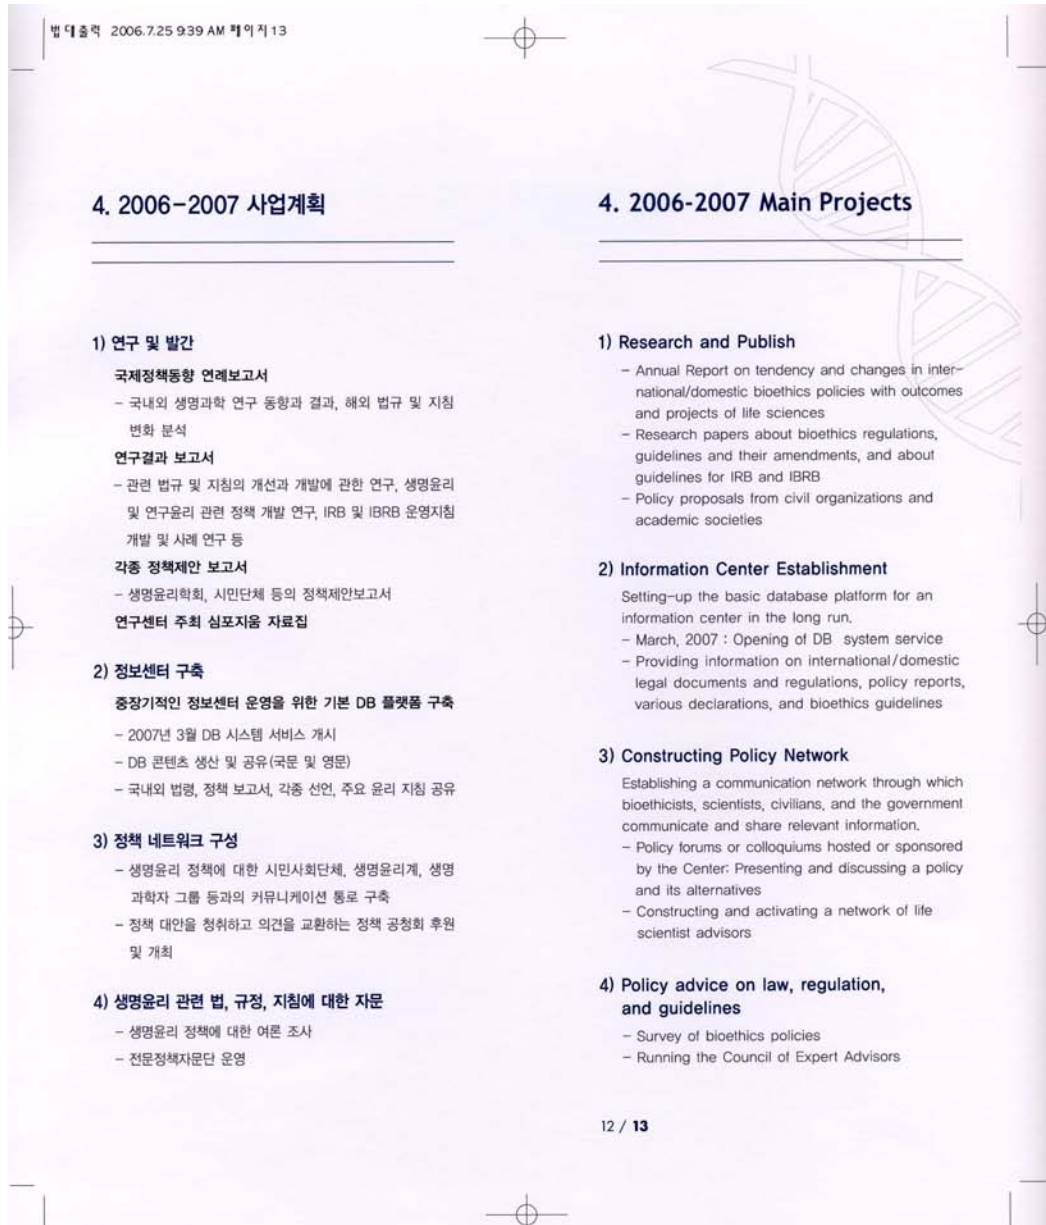 법대출력 2006.7.25 9:39 AM 페이지13
4. 2006-2007 사업계획
1) 연구 및 발간
국제정책동향 연례보고서
- 국내외 생명과학 연구 동향과 결과, 해외 법규 및 지침
변화 분석
연구결과 보고서
- 관련 법규 및 지침의 개선과 개발에 관한 연구, 생명윤리
및 연구윤리 관련 정책 개발 연구, IRB 및 IBRB 운영지침
개발 및 사례 연구 등
각종 정책제안 보고서
- 생명윤리학회, 시민단체 등의 정책제안보고서
연구센터 주최 심포지움 자료집
2) 정보센터 구축
중장기적인 정보센터 운영을 위한 기본 DB 플랫폼 구축
- 2007년 3월 DB 시스템 서비스 개시
- DB 콘텐츠 생산 및 공유(국문 및 영문)
- 국내외 법령, 정책 보고서, 각종 선언, 주요 윤리 지침 공유
3) 정책 네트워크 구성
- 생명윤리 정책에 대한 시민사회단체, 생명윤리계, 생명
과학자 그룹 등과의 커뮤니케이션 통로 구축
- 정책 대안을 청취하고 의견을 교환하는 정책 공청회 후원
및 개최
4) 생명윤리 관련 법, 규정, 지침에 대한 자문
- 생명윤리 정책에 대한 여론 조사
- 전문정책자문단 운영
4. 2006-2007 Main Projects
1) Research and Publish
- Annual Report on tendency and changes in inter-
national/domestic bioethics policies with outcomes
and projects of life sciences
- Research papers about bioethics regulations,
guidelines and their amendments, and about
guidelines for IRB and IBRB
- Policy proposals from civil organizations and
academic societies
2) Information Center Establishment
Setting-up the basic database platform for an
information center in the long run.
- March, 2007 : Opening of DB system service
- Providing information on international/domestic
legal documents and regulations, policy reports,
various declarations, and bioethics guidelines
3) Constructing Policy Network
Establishing a communication network through which
bioethicists, scientists, civilians, and the government
communicate and share relevant information.
- Policy forums or colloquiums hosted or sponsored
by the Center: Presenting and discussing a policy
and its alternatives
- Constructing and activating a network of life
scientist advisors
4) Policy advice on law, regulation,
and guidelines
- Survey of bioethics policies
- Running the Council of Expert Advisors
12 / 13